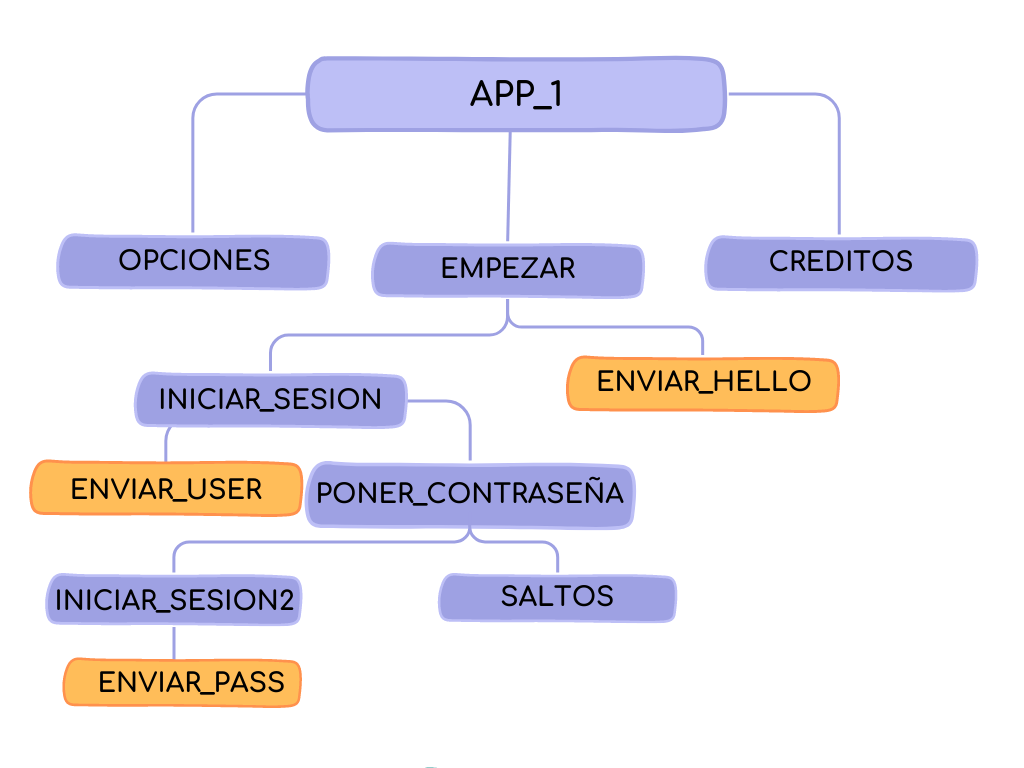 APP_1
OPCIONES
EMPEZAR
CREDITOS
INICIAR_SESION
ENVIAR_HELLO
ENVIAR_USER
PONER_CONTRASEÑA
INICIAR_SESION2
SALTOS
ENVIAR_PASS